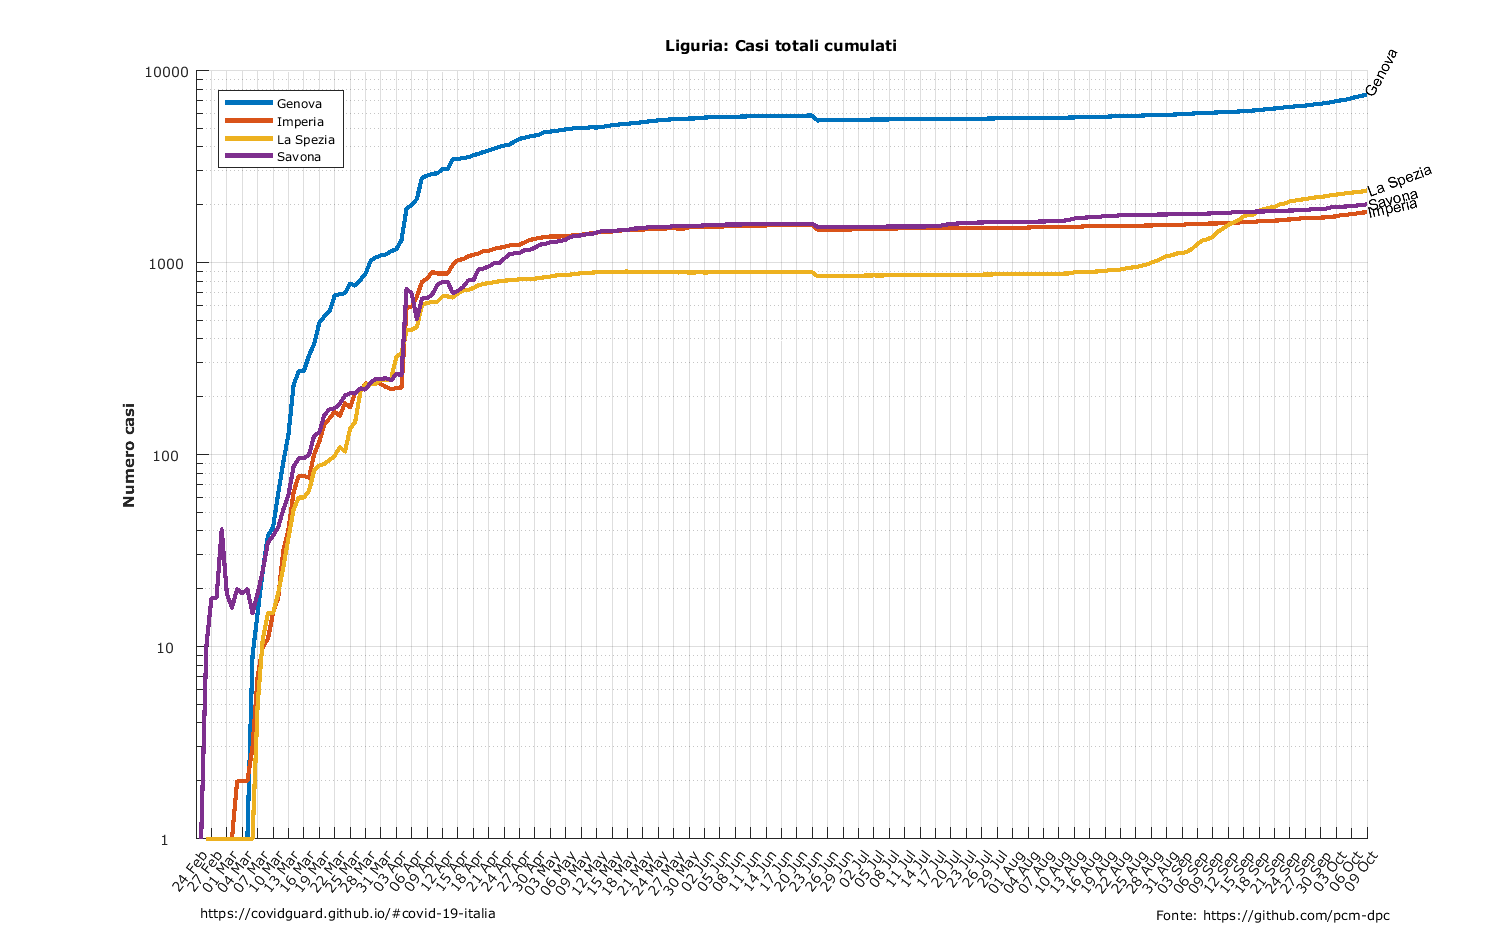 Liguria: Casi totali cumulati
Genova
Imperia
La Spezia
Savona
Numero casi
10000
1000
100
10
1
Genova
La Spezia
Savona
Imperia
24 Feb
27 Feb
01 Mar
04 Mar
07 Mar
10 Mar
13 Mar
16 Mar
19 Mar
22 Mar
25 Mar
28 Mar
31 Mar
03 Apr
06 Apr
09 Apr
12 Apr
15 Apr
18 Apr
21 Apr
24 Apr
27 Apr
30 Apr
03 May
06 May
09 May
12 May
15 May
18 May
21 May
24 May
27 May
30 May
02 Jun
05 Jun
08 Jun
11 Jun
14 Jun
17 Jun
20 Jun
23 Jun
26 Jun
29 Jun
02 Jul
05 Jul
08 Jul
11 Jul
14 Jul
17 Jul
20 Jul
23 Jul
26 Jul
29 Jul
01 Aug
04 Aug
07 Aug
10 Aug
13 Aug
16 Aug
19 Aug
22 Aug
25 Aug
28 Aug
31 Aug
03 Sep
06 Sep
09 Sep
12 Sep
15 Sep
18 Sep
21 Sep
24 Sep
27 Sep
30 Sep
03 Oct
06 Oct
09 Oct
https://covidguard.github.io/#covid-19-italia
Fonte: https://github.com/pcm-dpc